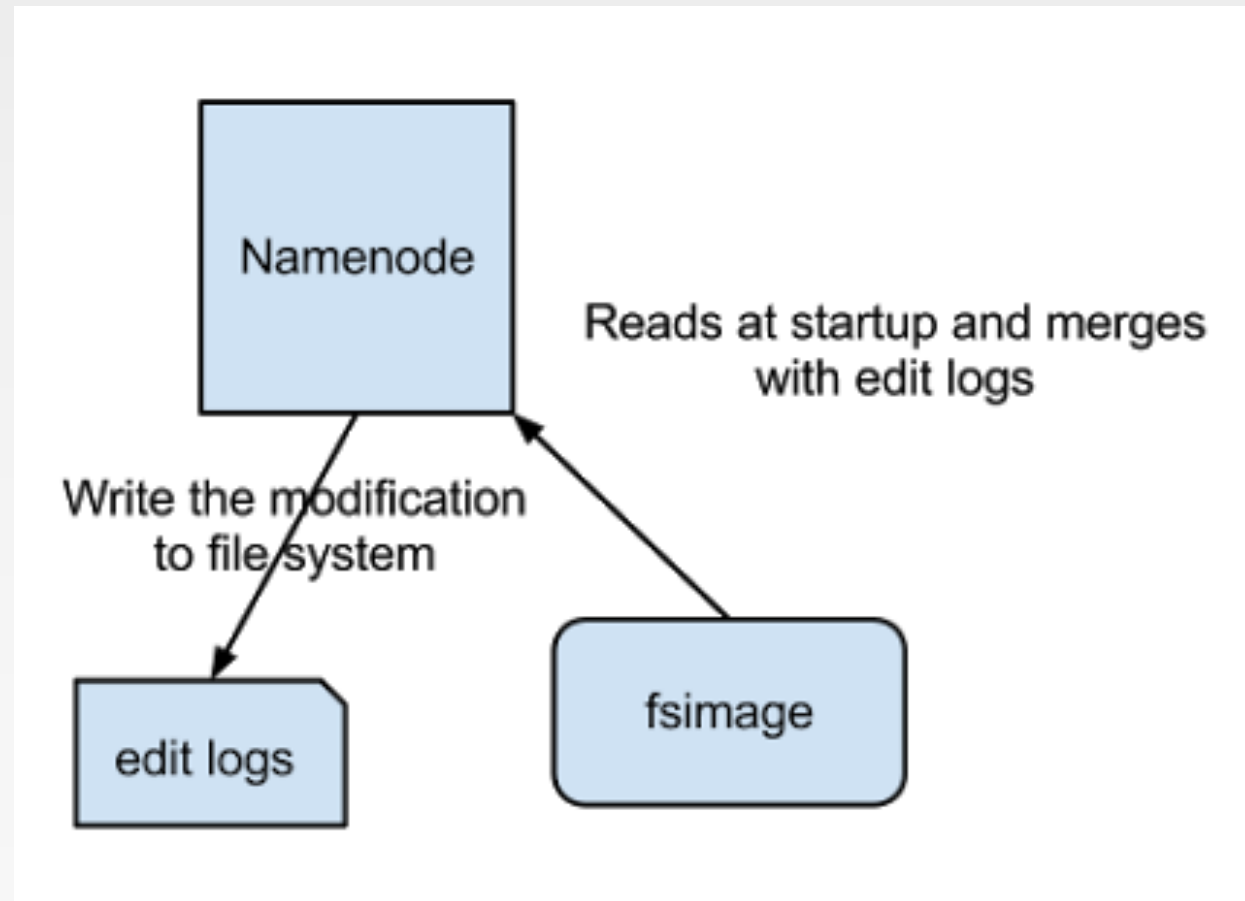 Namenode
Reads at startup and merges
with edit logs
Write the modification
to file system
edit logs
fsimage